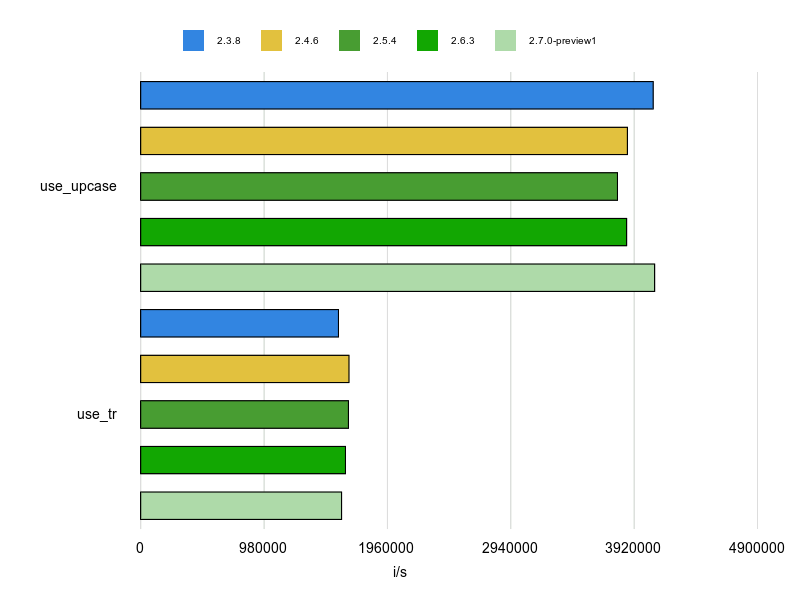 2.3.8 2.4.6 2.5.4 2.6.3 2.7.0-preview1
use_upcase
use_tr
0 980000 1960000 2940000 3920000 4900000
i/s